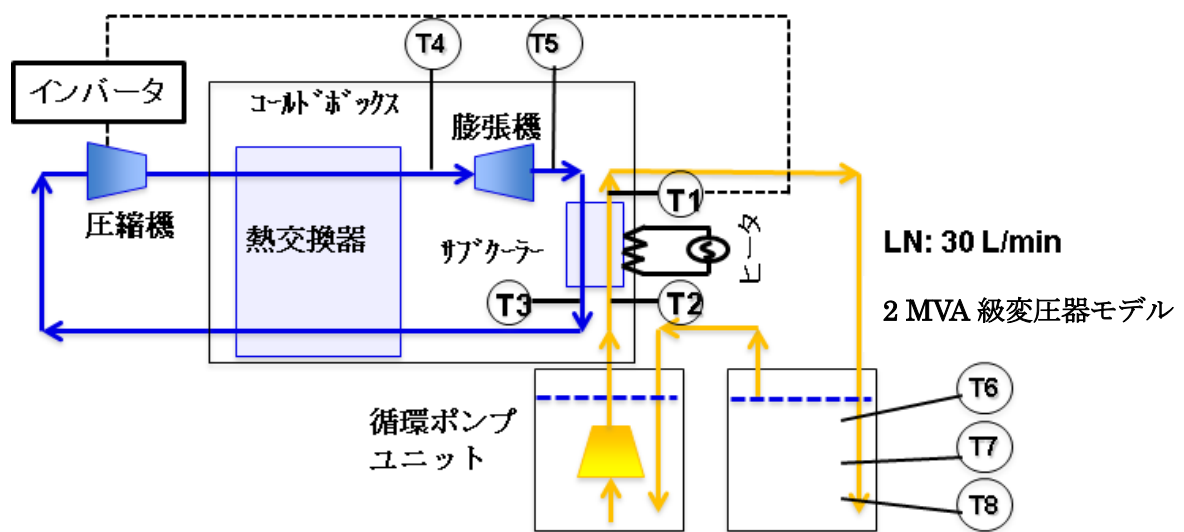 T4
T5
インバータ
ｺｰﾙﾄﾞﾎﾞｯｸｽ
膨張機
T1
圧縮機
熱交換器
ｻﾌﾞｸｰﾗｰ
ヒータ
LN: 30 L/min
T3
T2
2 MVA 級変圧器モデル
T6
循環ポンプ
ユニット
T7
T8